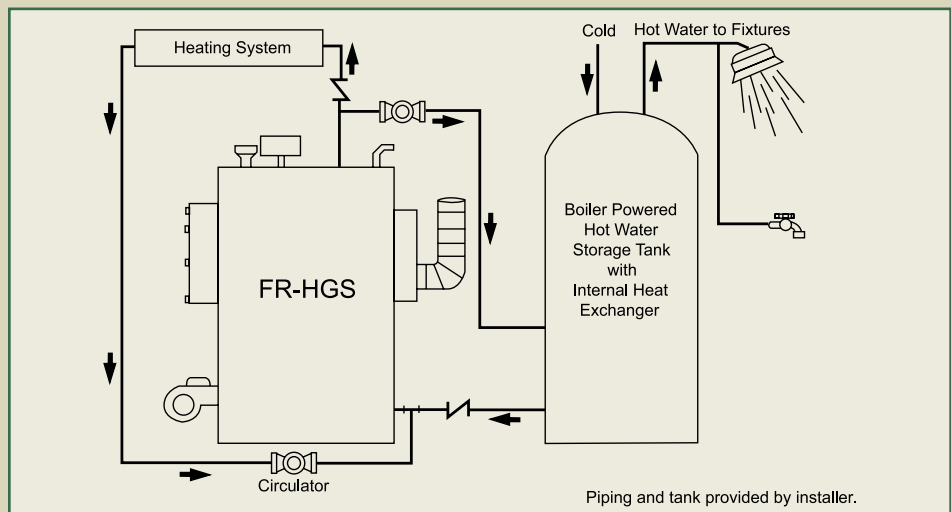 Heating System
Cold
Hot Water to Fixtures
Boiler Powered
Hot Water
Storage Tank
with
Internal Heat
Exchanger
FR-HGS
Circulator
Piping and tank provided by installer.